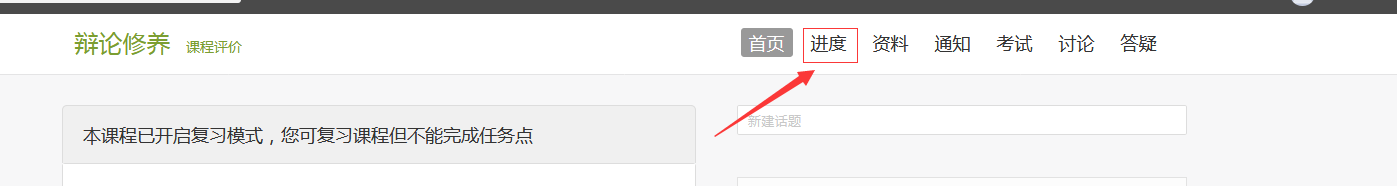 辩论修养 课程评价 首页 进度 资料 通知 考试 讨论 答疑
本课程已开启复习模式，您可复习课程但不能完成任务点
新建话题